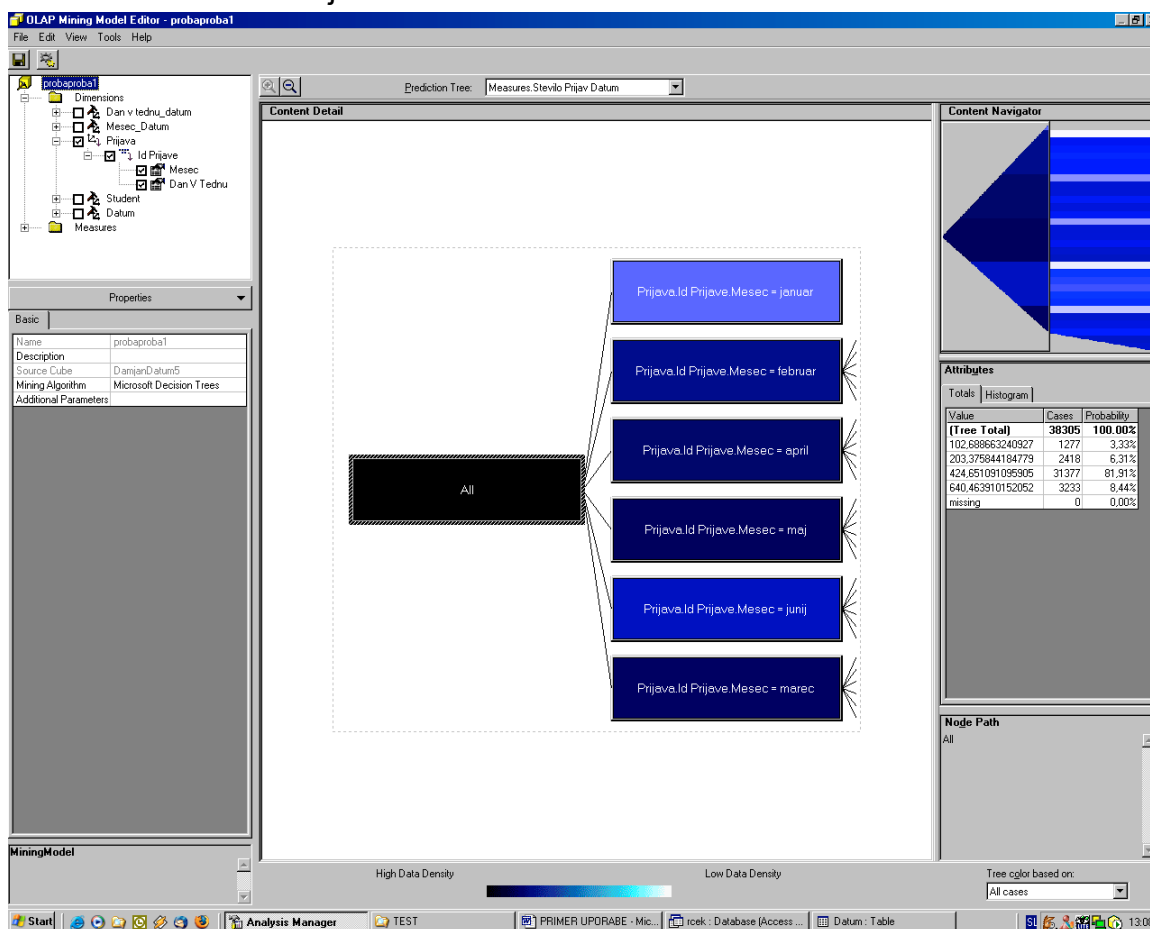 OLAP Mining Model Editor - probaproba1
File Edit View Tools Help
probaproba1
Dimensions
Dan v tednu_datum
Mesec_Datum
Prijava
Id Prijave
Mesec
Dan V Tednu
Student
Datum
Measures
Properties
Basic
Name probaproba1
Description
Source Cube DamjanDatum5
Mining Algorithm Microsoft Decision Trees
Additional Parameters
MiningModel
Prediction Tree: Measures.Stevilo Prijav Datum
Content Detail
All
Prijava.Id Prijave.Mesec = januar
Prijava.Id Prijave.Mesec = februar
Prijava.Id Prijave.Mesec = april
Prijava.Id Prijave.Mesec = maj
Prijava.Id Prijave.Mesec = junij
Prijava.Id Prijave.Mesec = marec
High Data Density
Low Data Density
Content Navigator
Attributes
Totals Histogram
Value Cases Probability
(Tree Total) 38305 100.00%
102,688663240927 1277 3,33%
203,375844184779 2418 6,31%
424,651091095905 31377 81,91%
640,463910152052 3233 8,44%
missing 0 0,00%
Node Path
All
Tree color based on:
All cases
Start
Analysis Manager
TEST
PRIMER UPORABE - Mic...
rcek : Database (Access ...
Datum : Table
SL
13:08